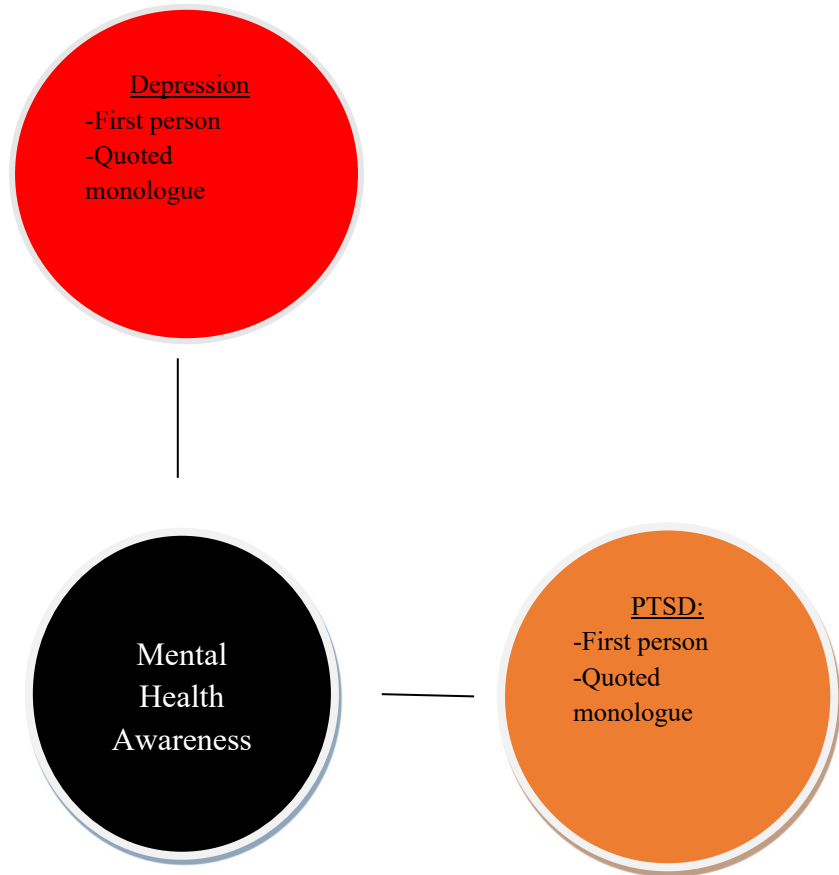 Depression
-First person
-Quoted
monologue
Mental
Health
Awareness
PTSD:
-First person
-Quoted
monologue